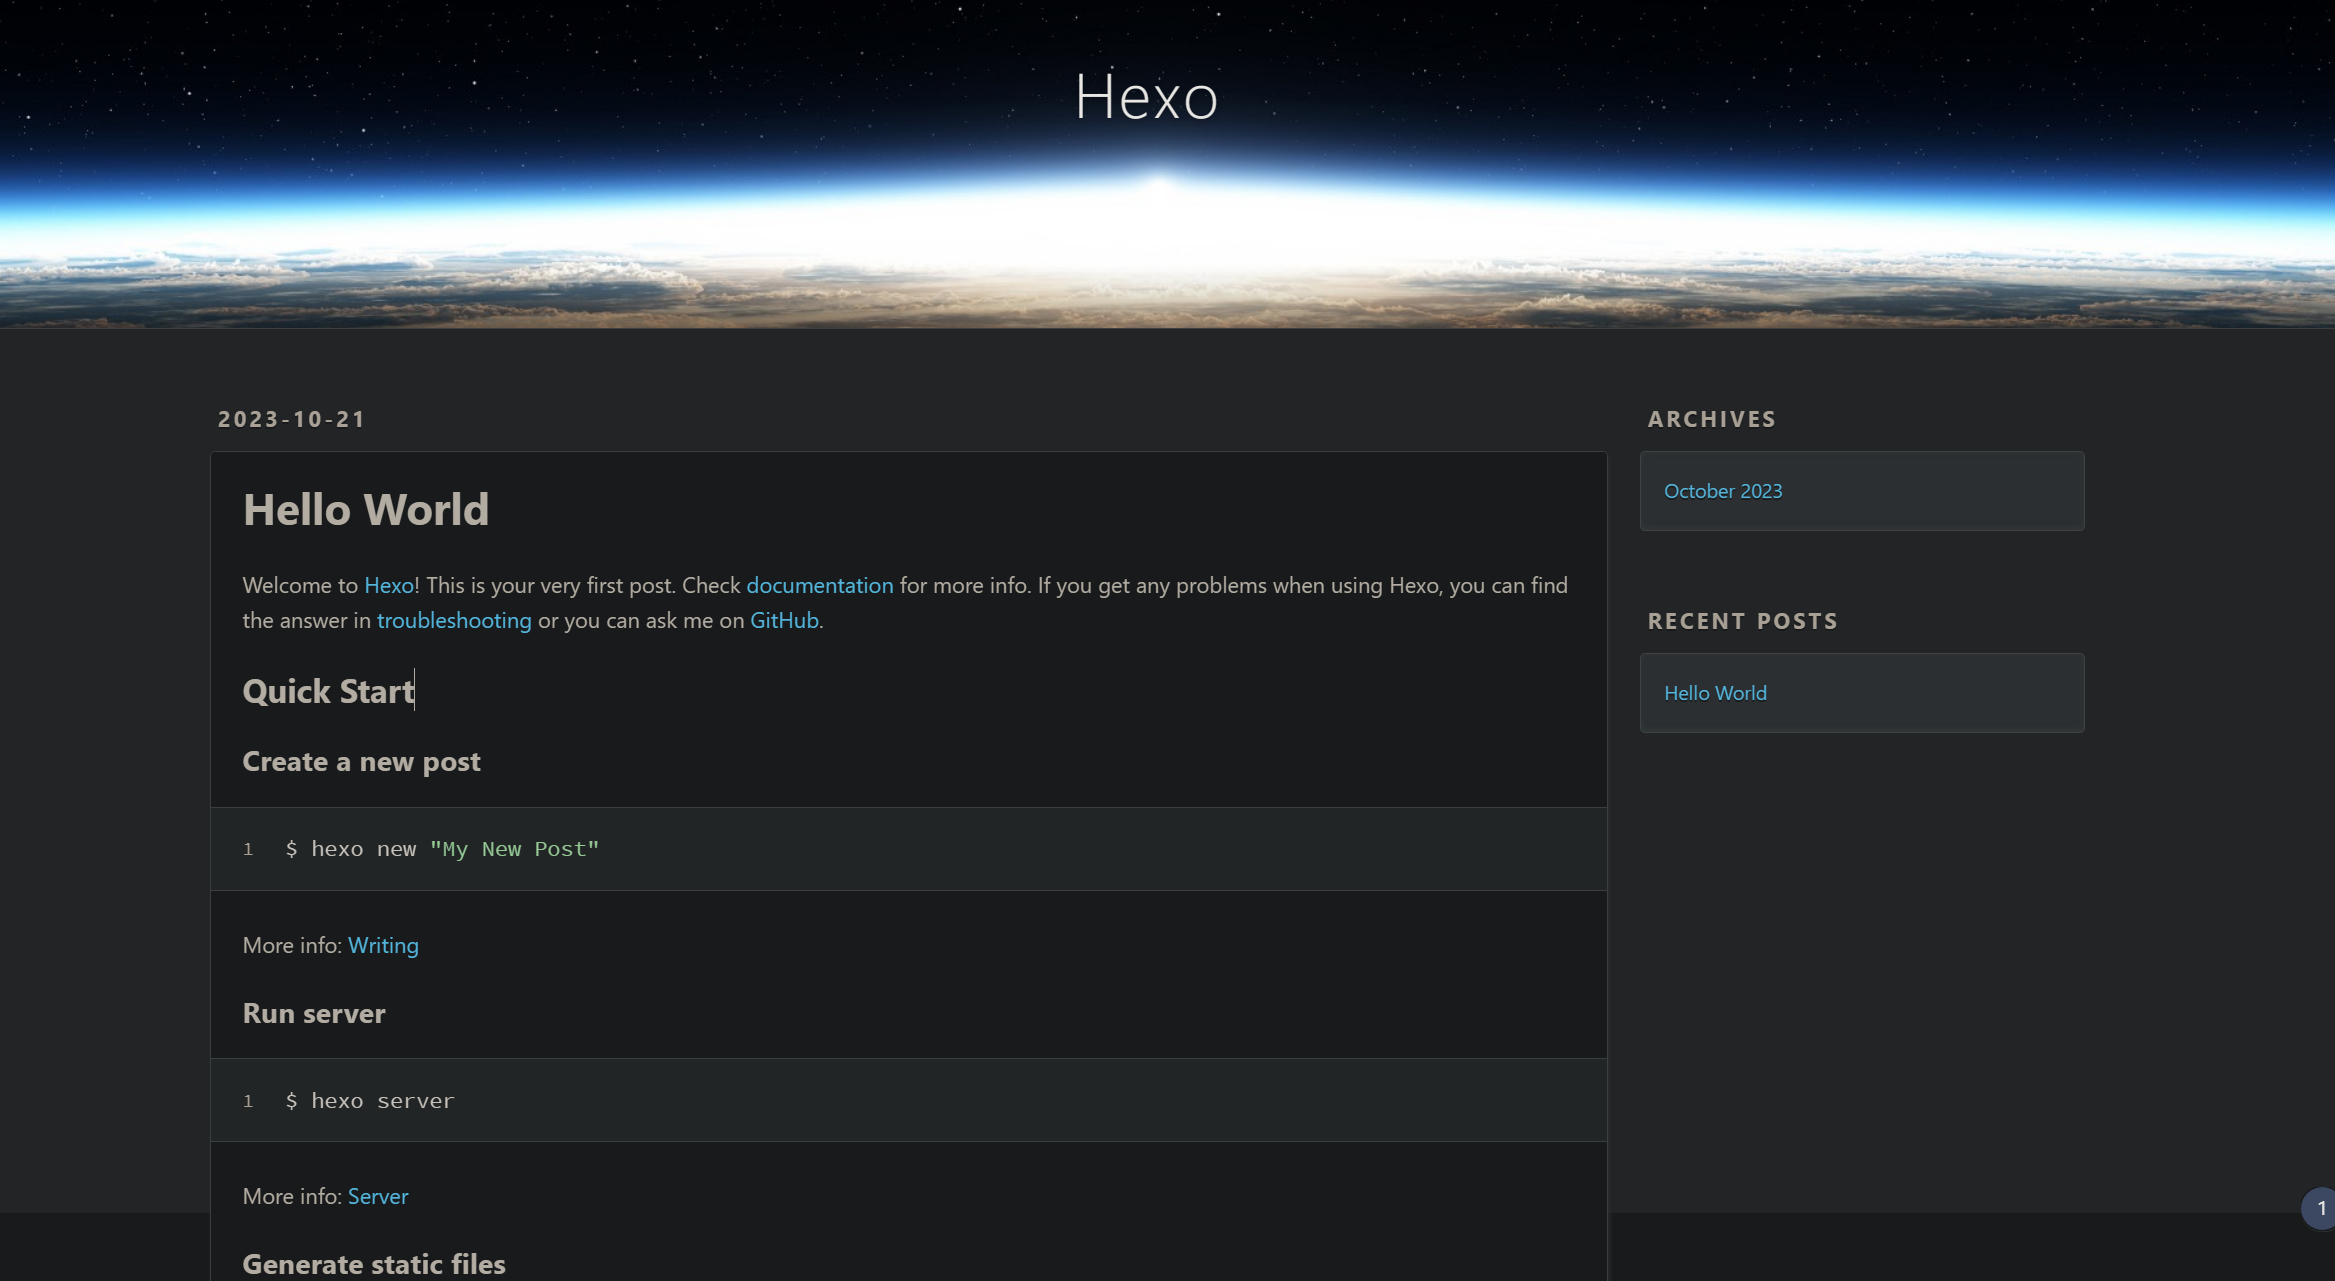 Hexo
2023-10-21
Hello World
Welcome to Hexo! This is your very first post. Check documentation for more info. If you get any problems when using Hexo, you can find
the answer in troubleshooting or you can ask me on GitHub.
Quick Start
Create a new post
1 $ hexo new "My New Post"
More info: Writing
Run server
1 $ hexo server
More info: Server
Generate static files
ARCHIVES
October 2023
RECENT POSTS
Hello World
1